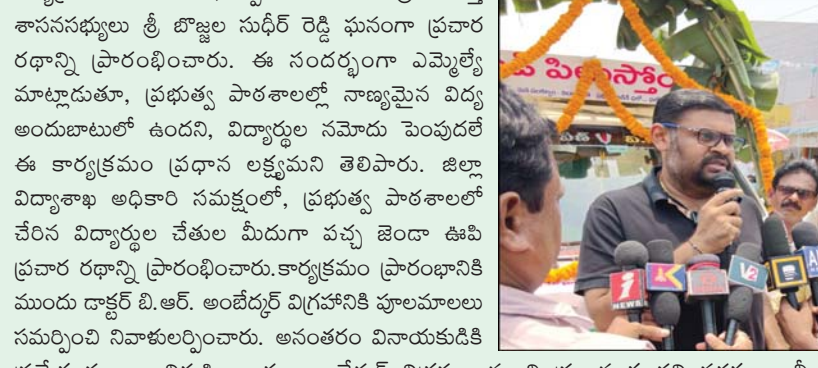 శాసనసభ్యులు శ్రీ బొజ్జల సుధీర్ రెడ్డి ఘనంగా ప్రచార
రథాన్ని ప్రారంభించారు. ఈ సందర్భంగా ఎమ్మెల్యే
మాట్లాడుతూ, ప్రభుత్వ పాఠశాలల్లో నాణ్యమైన విద్య
అందుబాటులో ఉందని, విద్యార్థుల నమోదు పెంపుదలే
ఈ కార్యక్రమం ప్రధాన లక్ష్యమని తెలిపారు. జిల్లా
విద్యాశాఖ అధికారి సమక్షంలో, ప్రభుత్వ పాఠశాలలో
చేరిన విద్యార్థుల చేతుల మీదుగా పచ్చ జెండా ఊపి
ప్రచార రథాన్ని ప్రారంభించారు.కార్యక్రమం ప్రారంభానికి
ముందు డాక్టర్ బి.ఆర్. అంబేద్కర్ విగ్రహానికి పూలమాలలు
సమర్పించి నివాళులర్పించారు. అనంతరం వినాయకుడికి
పిలుస్తోం
i NEWS
V2